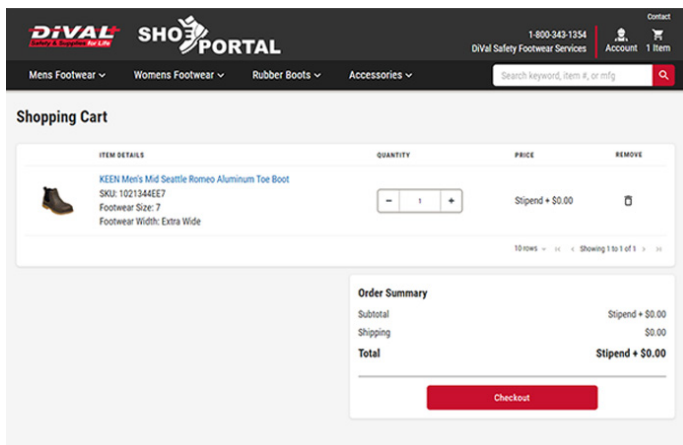 Contact
DiVAL
Safety & Supplies for Life
SHOE PORTAL
1-800-343-1354
DiVal Safety Footwear Services
Account
1 Item
Mens Footwear
Womens Footwear
Rubber Boots
Accessories
Search keyword, item #, or mfg
Shopping Cart
ITEM DETAILS
QUANTITY
PRICE
REMOVE
KEEN Men's Mid Seattle Romeo Aluminum Toe Boot
SKU: 1021344EE7
Footwear Size: 7
Footwear Width: Extra Wide
- 1 +
Stipend + $0.00
10 rows
Showing 1 to 1 of 1
Order Summary
Subtotal
Stipend + $0.00
Shipping
$0.00
Total
Stipend + $0.00
Checkout